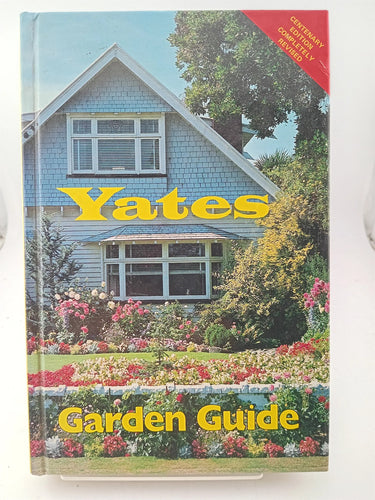 CENTENARY
EDITION
COMPLETELY
REVISED
Yates
Garden Guide